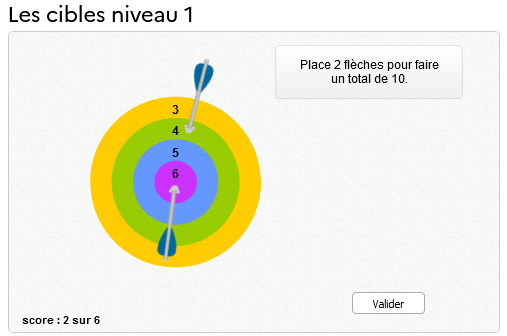 Les cibles niveau 1
Place 2 flèches pour faire
un total de 10.
3
4
5
6
Valider
score : 2 sur 6